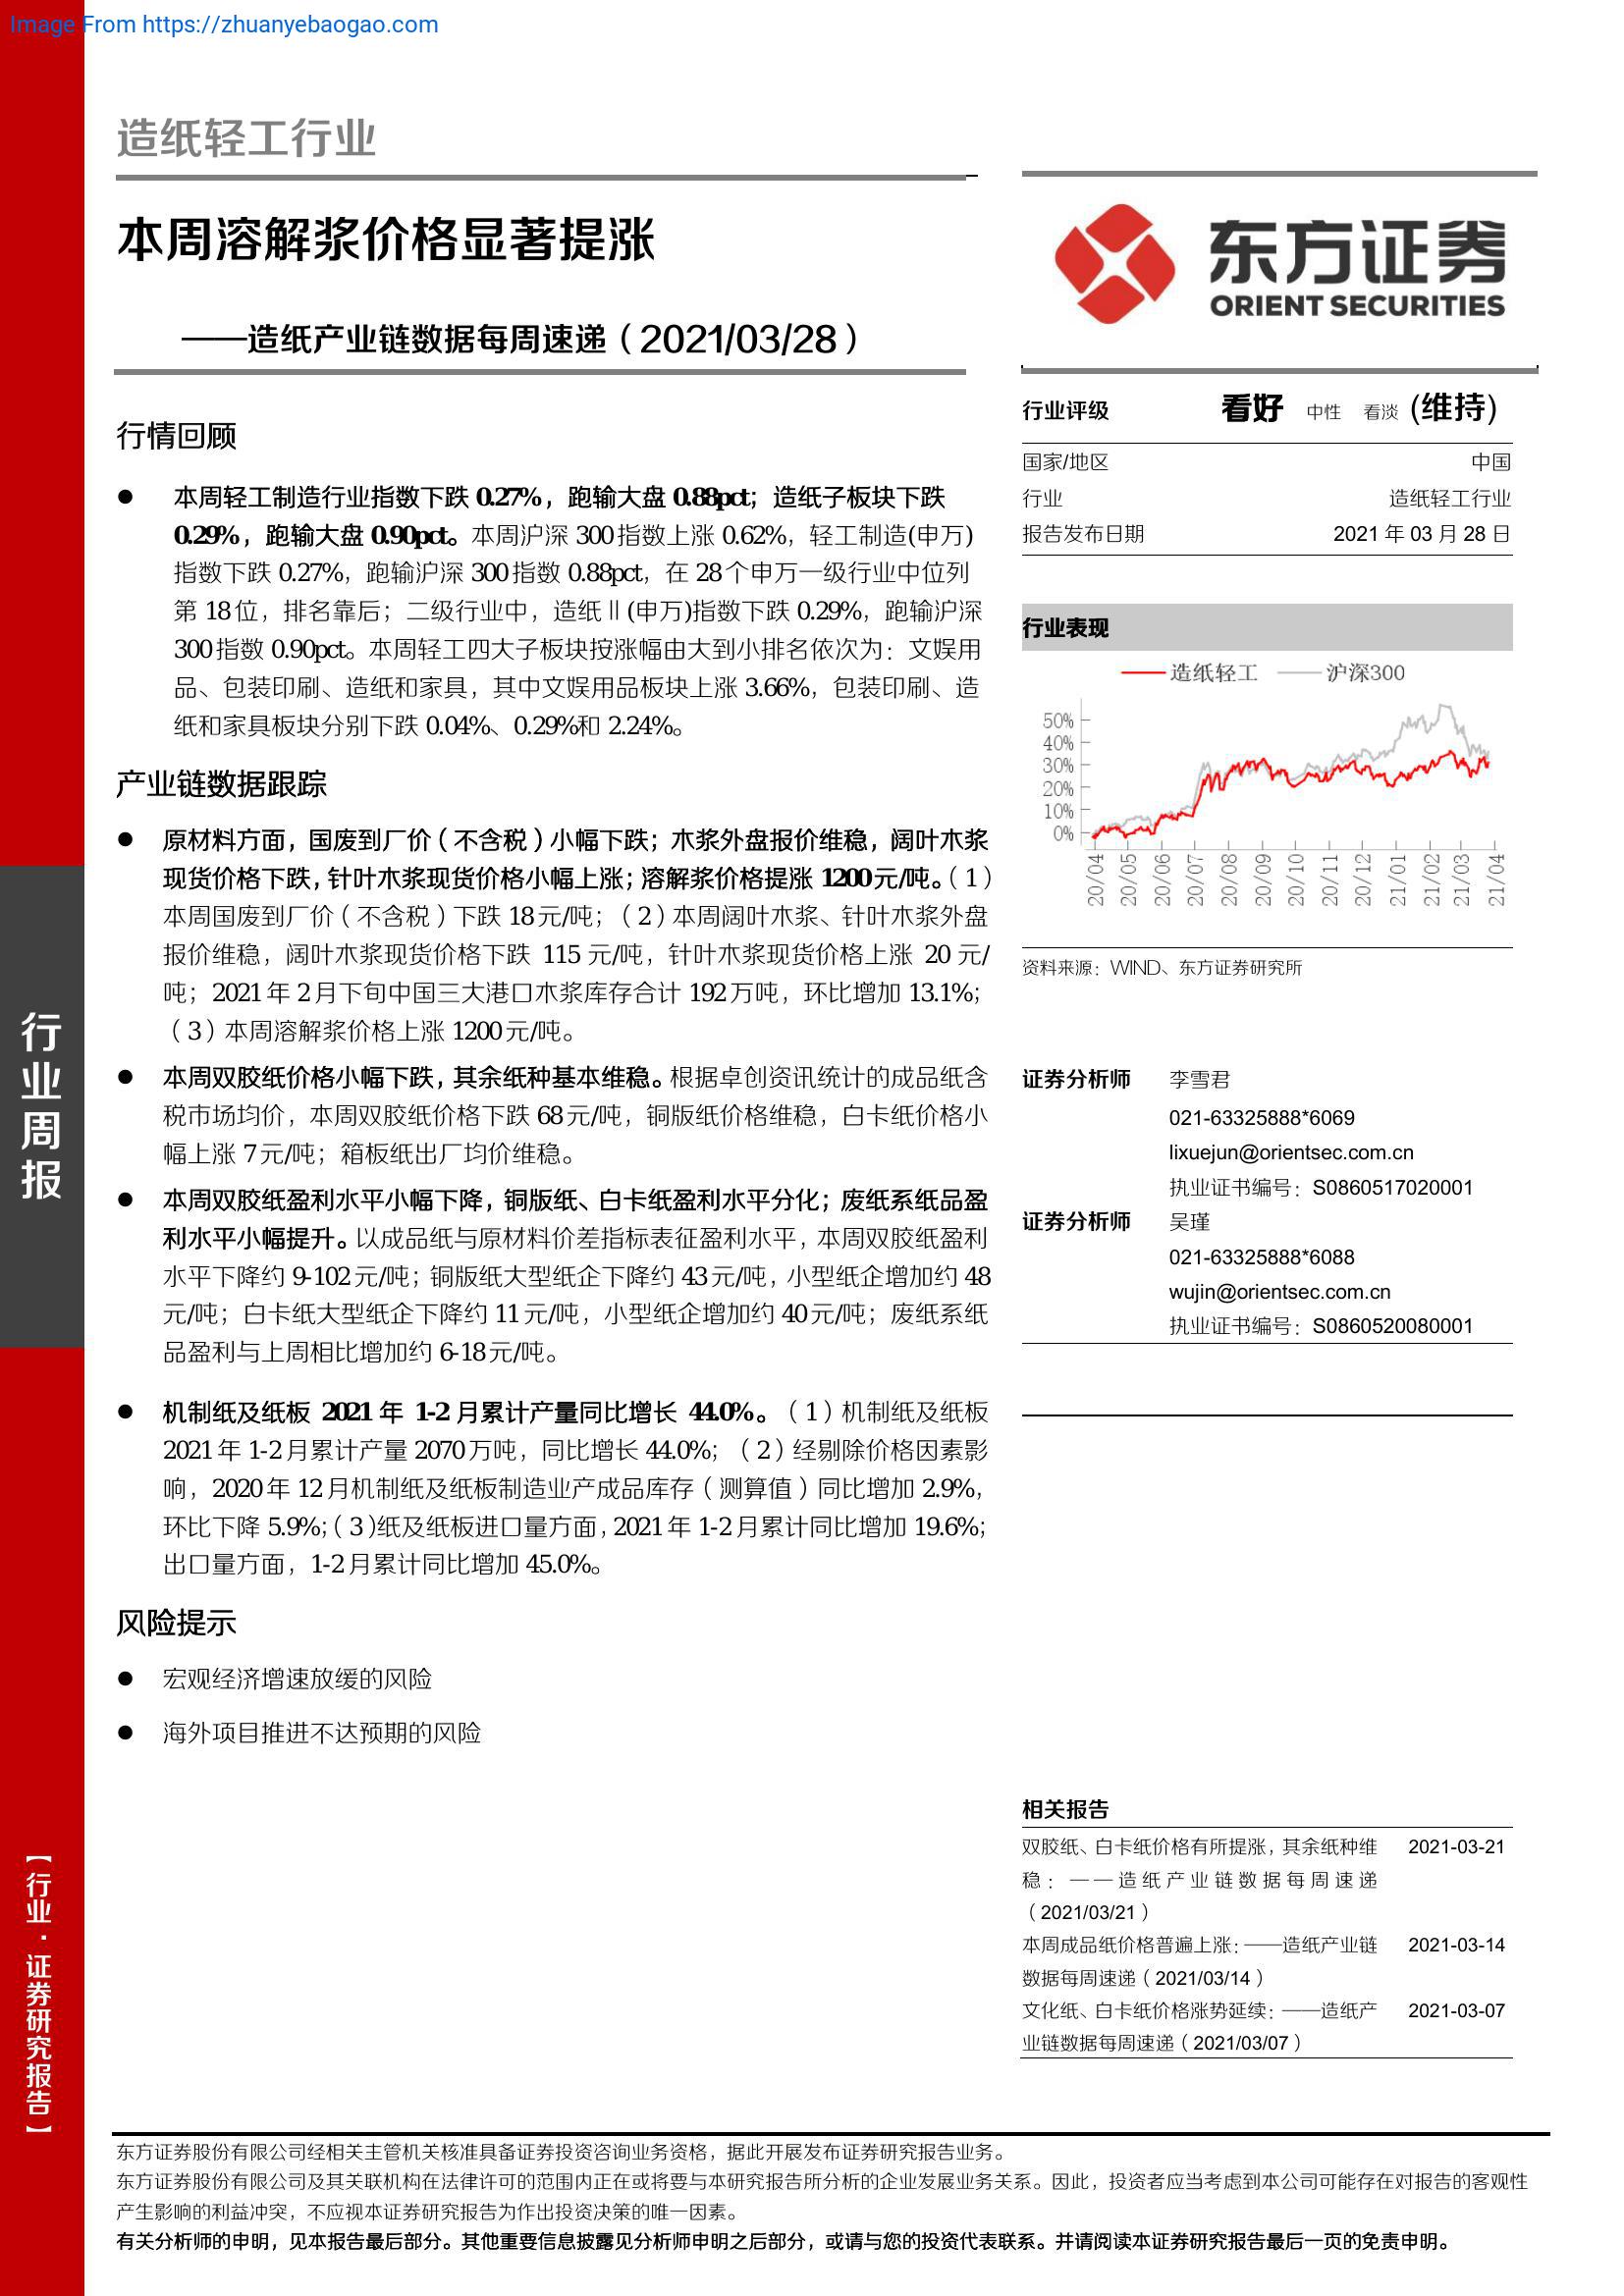 Image From https://zhuanyebaogao.com
造纸轻工行业
本周溶解浆价格显著提涨
——造纸产业链数据每周速递（2021/03/28）
行情回顾
● 本周轻工制造行业指数下跌 0.27%，跑输大盘 0.88pct；造纸子板块下跌
0.29%，跑输大盘 0.90pct。本周沪深 300 指数上涨 0.62%，轻工制造(申万)
指数下跌 0.27%，跑输沪深 300 指数 0.88pct，在 28 个申万一级行业中位列
第 18 位，排名靠后；二级行业中，造纸Ⅱ(申万)指数下跌 0.29%，跑输沪深
300 指数 0.90pct。本周轻工四大子板块按涨幅由大到小排名依次为：文娱用
品、包装印刷、造纸和家具，其中文娱用品板块上涨 3.66%，包装印刷、造
纸和家具板块分别下跌 0.04%、0.29%和 2.24%。
产业链数据跟踪
● 原材料方面，国废到厂价（不含税）小幅下跌；木浆外盘报价维稳，阔叶木浆
现货价格下跌，针叶木浆现货价格小幅上涨；溶解浆价格提涨 1200 元/吨。（1）
本周国废到厂价（不含税）下跌 18 元/吨；（2）本周阔叶木浆、针叶木浆外盘
报价维稳，阔叶木浆现货价格下跌 115 元/吨，针叶木浆现货价格上涨 20 元/
吨；2021 年 2 月下旬中国三大港口木浆库存合计 192 万吨，环比增加 13.1%；
（3）本周溶解浆价格上涨 1200 元/吨。
● 本周双胶纸价格小幅下跌，其余纸种基本维稳。根据卓创资讯统计的成品纸含
税市场均价，本周双胶纸价格下跌 68 元/吨，铜版纸价格维稳，白卡纸价格小
幅上涨 7 元/吨；箱板纸出厂均价维稳。
● 本周双胶纸盈利水平小幅下降，铜版纸、白卡纸盈利水平分化；废纸系纸品盈
利水平小幅提升。以成品纸与原材料价差指标表征盈利水平，本周双胶纸盈利
水平下降约 9-102 元/吨；铜版纸大型纸企下降约 43 元/吨，小型纸企增加约 48
元/吨；白卡纸大型纸企下降约 11 元/吨，小型纸企增加约 40 元/吨；废纸系纸
品盈利与上周相比增加约 6-18 元/吨。
● 机制纸及纸板 2021 年 1-2 月累计产量同比增长 44.0%。（1）机制纸及纸板
2021 年 1-2 月累计产量 2070 万吨，同比增长 44.0%；（2）经剔除价格因素影
响，2020 年 12 月机制纸及纸板制造业产成品库存（测算值）同比增加 2.9%，
环比下降 5.9%；（3）纸及纸板进口量方面，2021 年 1-2 月累计同比增加 19.6%；
出口量方面，1-2 月累计同比增加 45.0%。
风险提示
● 宏观经济增速放缓的风险
● 海外项目推进不达预期的风险
东方证券
ORIENT SECURITIES
行业评级 看好 中性 看淡 (维持)
国家/地区 中国
行业 造纸轻工行业
报告发布日期 2021 年 03 月 28 日
行业表现
造纸轻工 沪深300
50%
40%
30%
20%
10%
0%
20/04 20/05 20/06 20/07 20/08 20/09 20/10 20/11 20/12 21/01 21/02 21/03 21/04
资料来源：WIND、东方证券研究所
证券分析师 李雪君
021-63325888*6069
lixuejun@orientsec.com.cn
执业证书编号：S0860517020001
证券分析师 吴瑾
021-63325888*6088
wujin@orientsec.com.cn
执业证书编号：S0860520080001
相关报告
双胶纸、白卡纸价格有所提涨，其余纸种维 2021-03-21
稳：——造纸产业链数据每周速递
（2021/03/21）
本周成品纸价格普遍上涨：——造纸产业链 2021-03-14
数据每周速递（2021/03/14）
文化纸、白卡纸价格涨势延续：——造纸产 2021-03-07
业链数据每周速递（2021/03/07）
行业周报
【行业·证券研究报告】
东方证券股份有限公司经相关主管机关核准具备证券投资咨询业务资格，据此开展发布证券研究报告业务。
东方证券股份有限公司及其关联机构在法律许可的范围内正在或将要与本研究报告所分析的企业发展业务关系。因此，投资者应当考虑到本公司可能存在对报告的客观性
产生影响的利益冲突，不应视本证券研究报告为作出投资决策的唯一因素。
有关分析师的申明，见本报告最后部分。其他重要信息披露见分析师申明之后部分，或请与您的投资代表联系。并请阅读本证券研究报告最后一页的免责申明。